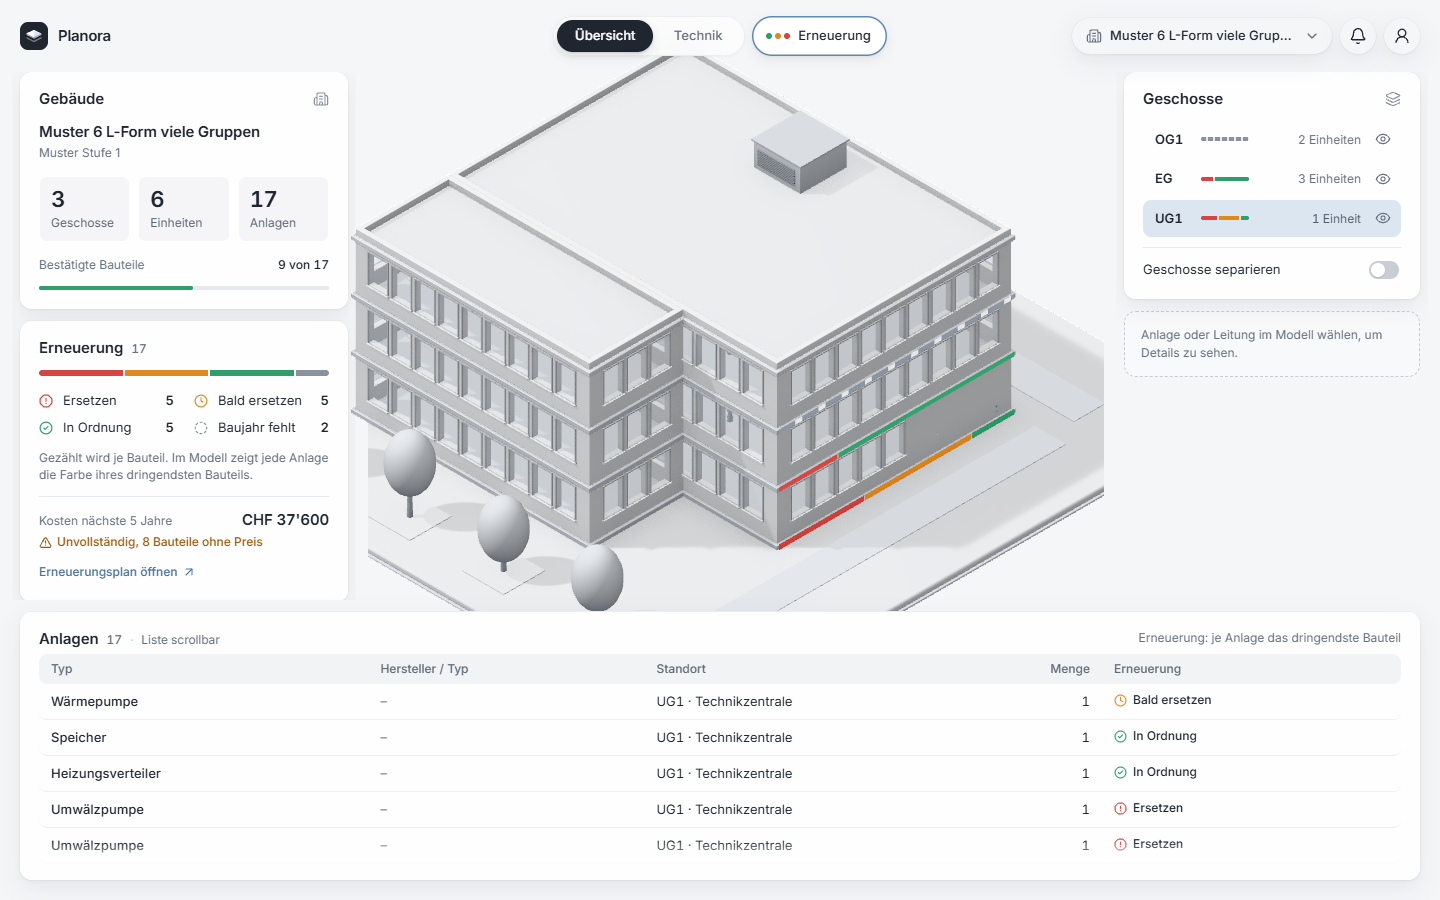 Planora
Übersicht
Technik
Erneuerung
Muster 6 L-Form viele Grup...
Gebäude
Muster 6 L-Form viele Gruppen
Muster Stufe 1
3
Geschosse
6
Einheiten
17
Anlagen
Bestätigte Bauteile 9 von 17
Erneuerung 17
Ersetzen 5
Bald ersetzen 5
In Ordnung 5
Baujahr fehlt 2
Gezählt wird je Bauteil. Im Modell zeigt jede Anlage
die Farbe ihres dringendsten Bauteils.
Kosten nächste 5 Jahre CHF 37'600
Unvollständig, 8 Bauteile ohne Preis
Erneuerungsplan öffnen
Geschosse
OG1 2 Einheiten
EG 3 Einheiten
UG1 1 Einheit
Geschosse separieren
Anlage oder Leitung im Modell wählen, um
Details zu sehen.
Anlagen 17 · Liste scrollbar
Erneuerung: je Anlage das dringendste Bauteil
Typ Hersteller / Typ Standort Menge Erneuerung
Wärmepumpe – UG1 · Technikzentrale 1 Bald ersetzen
Speicher – UG1 · Technikzentrale 1 In Ordnung
Heizungsverteiler – UG1 · Technikzentrale 1 In Ordnung
Umwälzpumpe – UG1 · Technikzentrale 1 Ersetzen
Umwälzpumpe – UG1 · Technikzentrale 1 Ersetzen